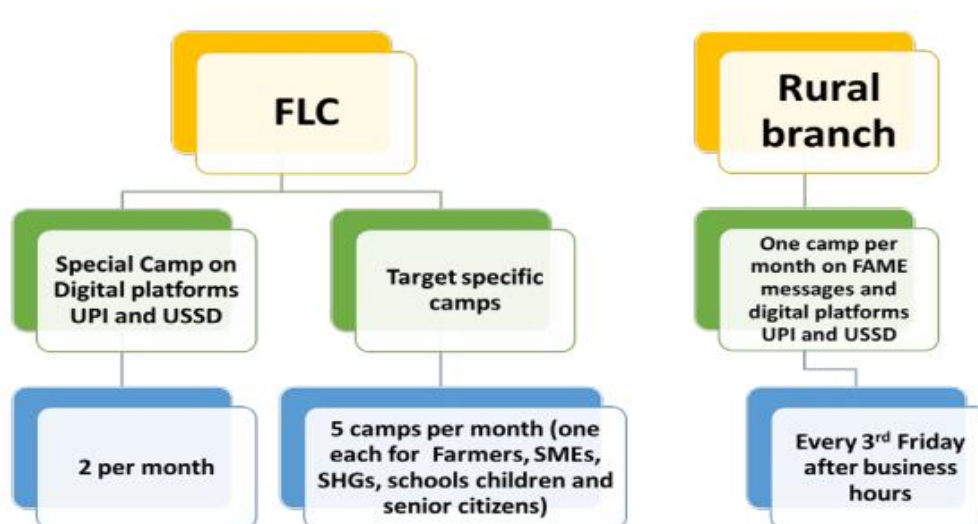 FLC
Rural
branch
Special Camp on
Digital platforms
UPI and USSD
Target specific
camps
One camp per
month on FAME
messages and
digital platforms
UPI and USSD
2 per month
5 camps per month (one
each for Farmers, SMEs,
SHGs, schools children and
senior citizens)
Every 3rd Friday
after business
hours